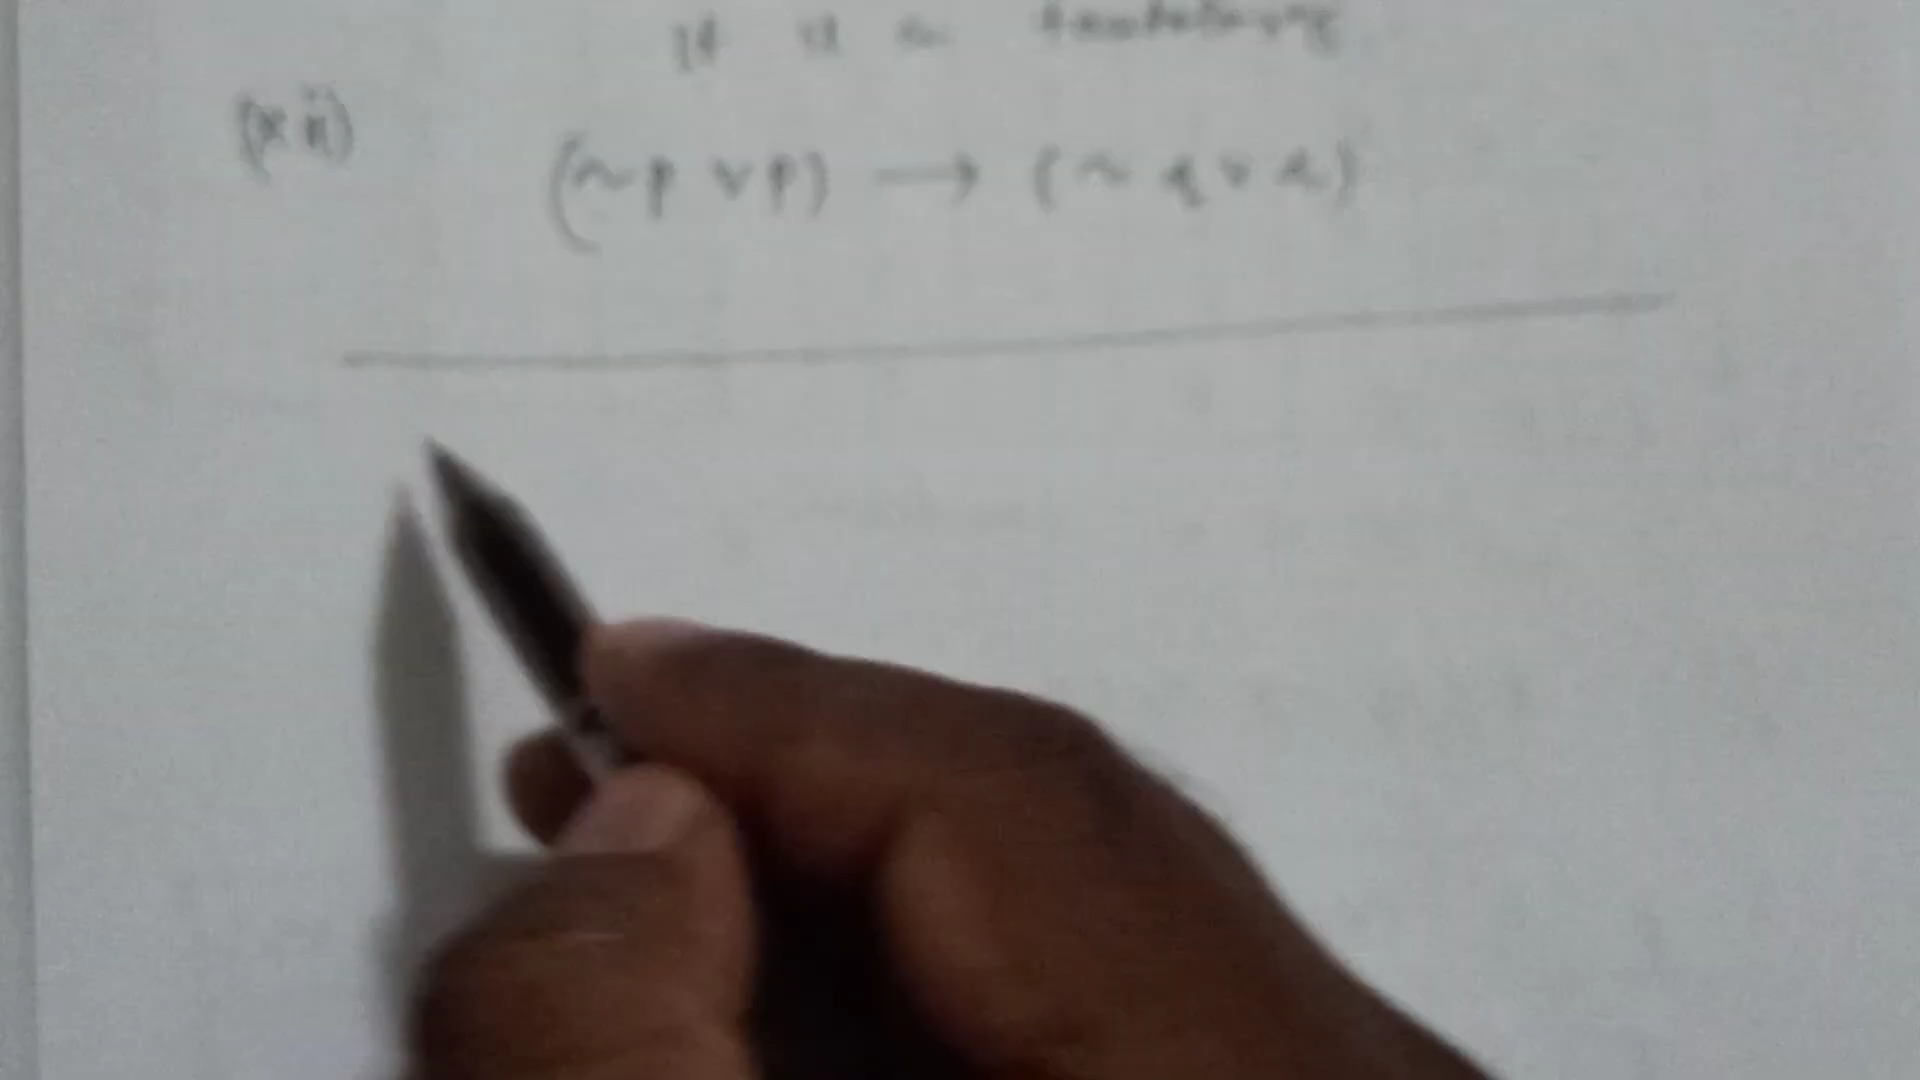 It is a tautology
(xii) (~p ∨ p) → (~q ∨ q)